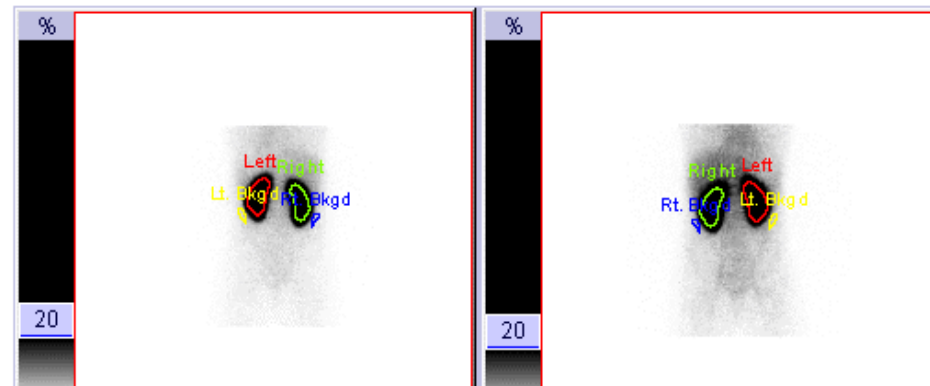 %
Left
Right
Lt. Bkgd
Rt. Bkgd
20
%
Right
Left
Rt. Bkgd
Lt. Bkgd
20